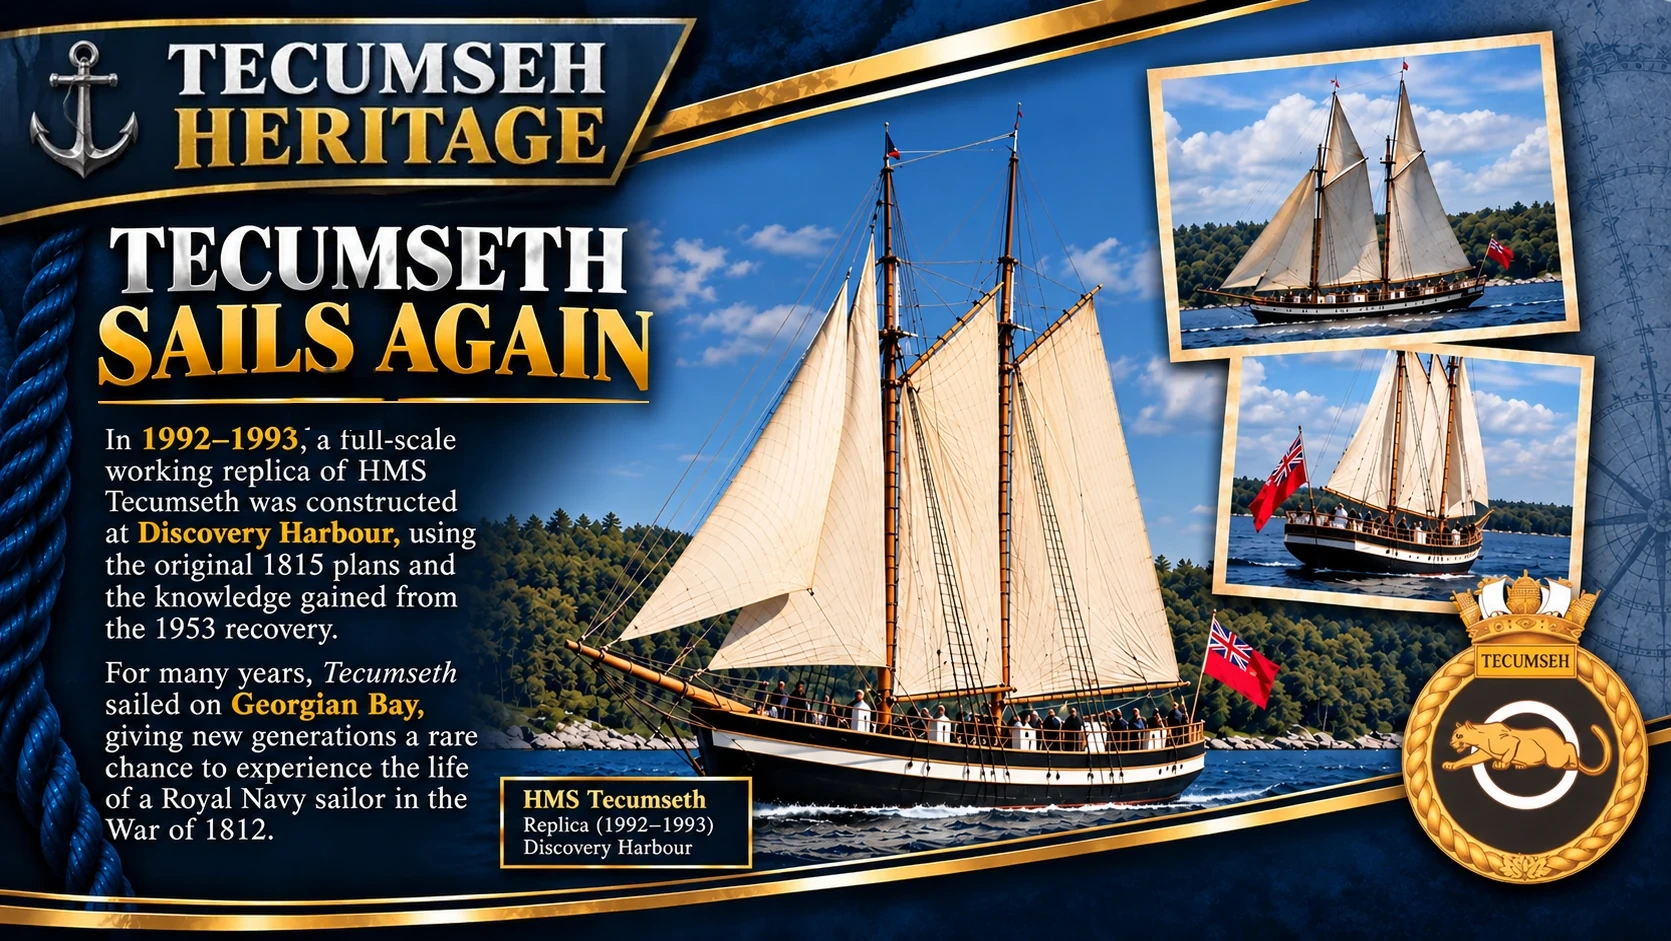 TECUMSEH
HERITAGE
TECUMSETH
SAILS AGAIN
In 1992–1993, a full-scale
working replica of HMS
Tecumseth was constructed
at Discovery Harbour, using
the original 1815 plans and
the knowledge gained from
the 1953 recovery.
For many years, Tecumseth
sailed on Georgian Bay,
giving new generations a rare
chance to experience the life
of a Royal Navy sailor in the
War of 1812.
HMS Tecumseth
Replica (1992–1993)
Discovery Harbour
TECUMSEH